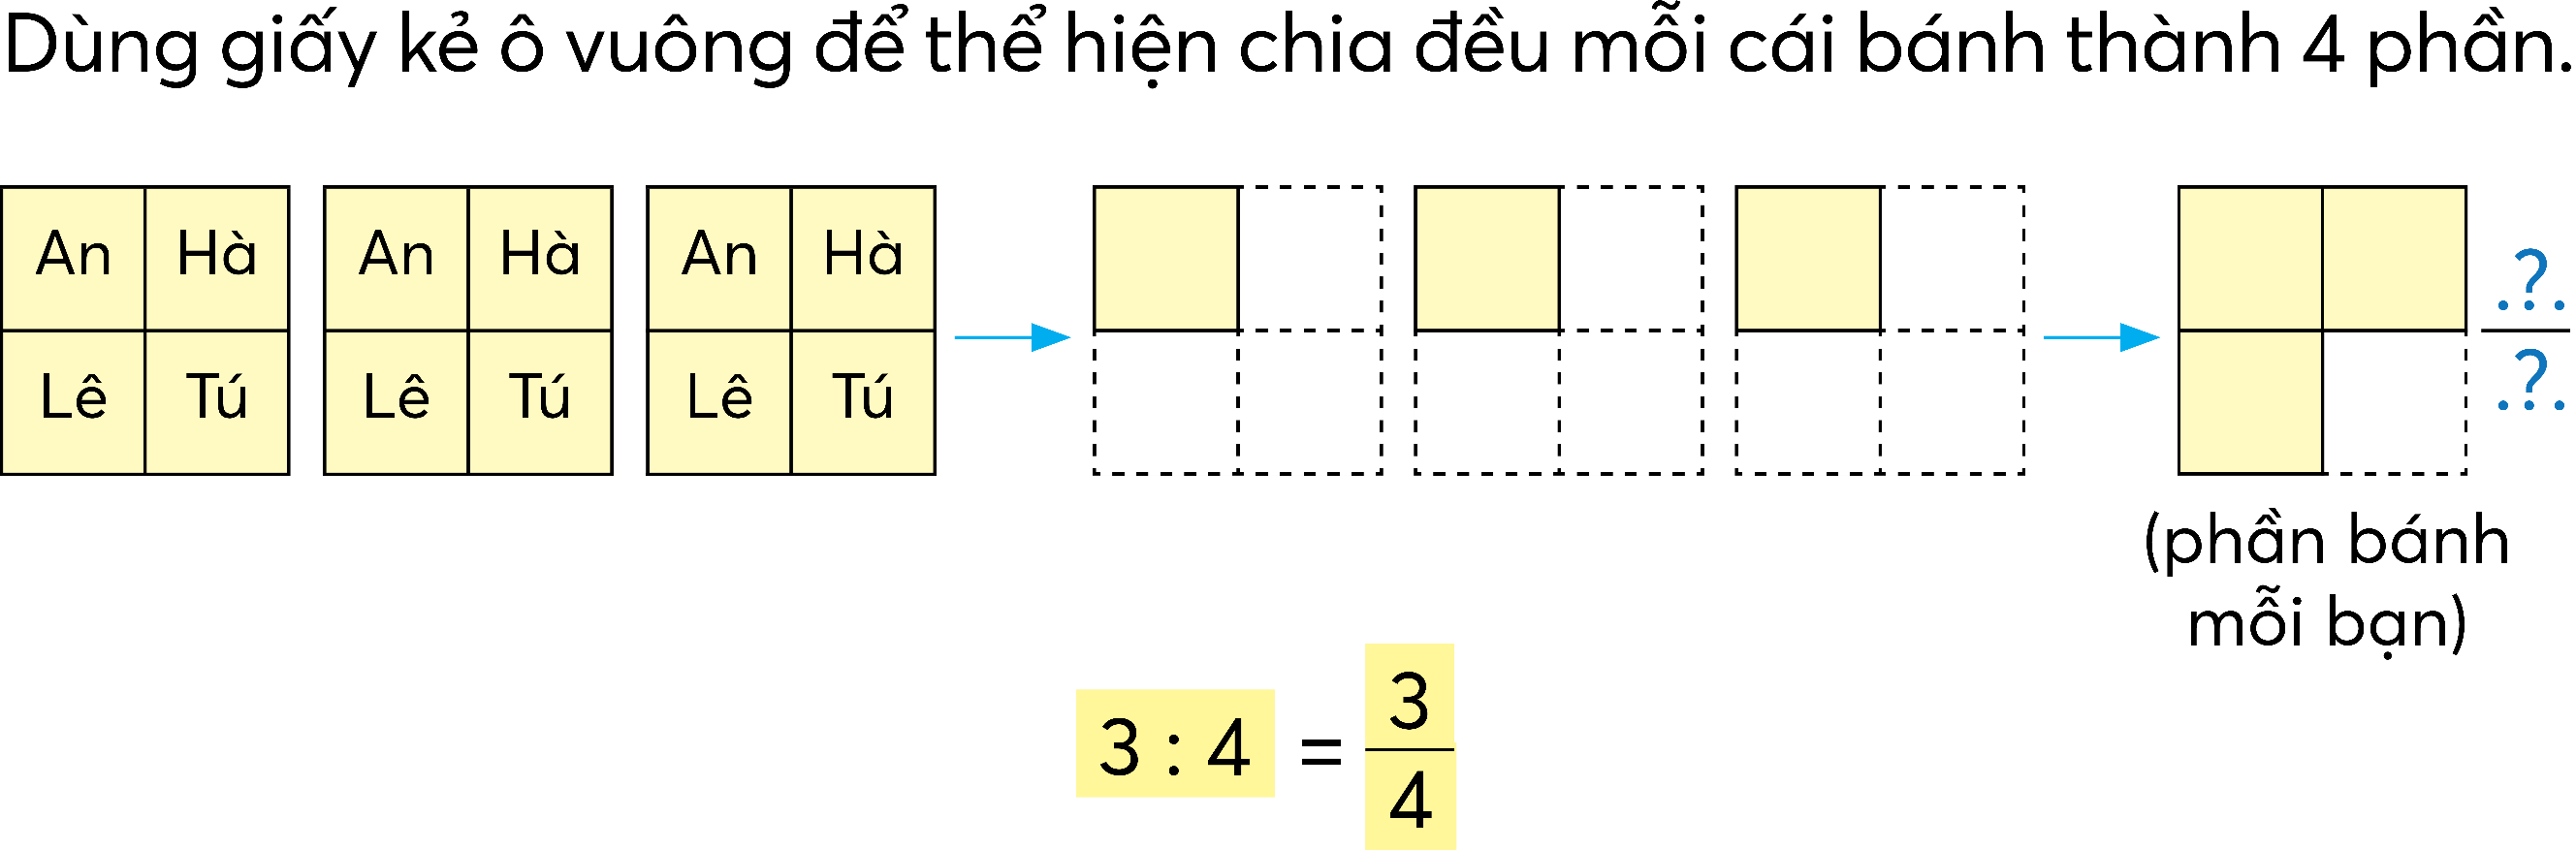 Dùng giấy kẻ ô vuông để thể hiện chia đều mỗi cái bánh thành 4 phần.
An Hà An Hà An Hà
Lê Tú Lê Tú Lê Tú
.?.
.?.
(phần bánh
mỗi bạn)
3 : 4 = 3
4